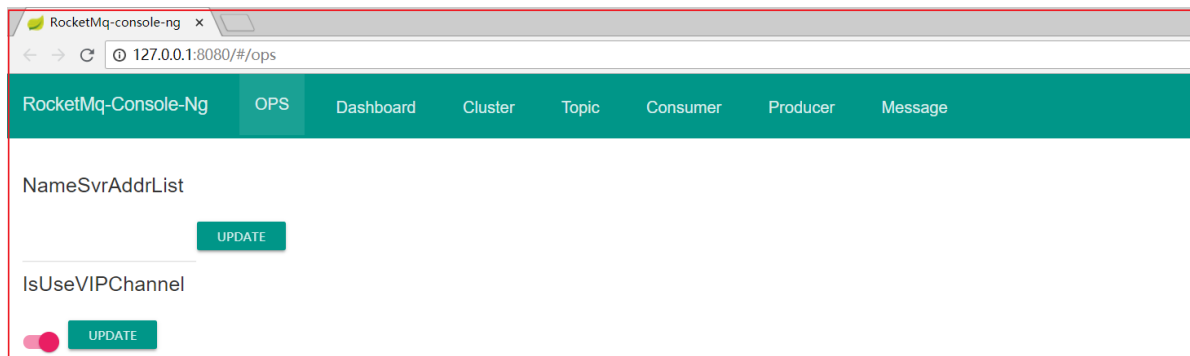 RocketMq-console-ng
127.0.0.1:8080/#/ops
RocketMq-Console-Ng OPS Dashboard Cluster Topic Consumer Producer Message
NameSvrAddrList
UPDATE
IsUseVIPChannel
UPDATE